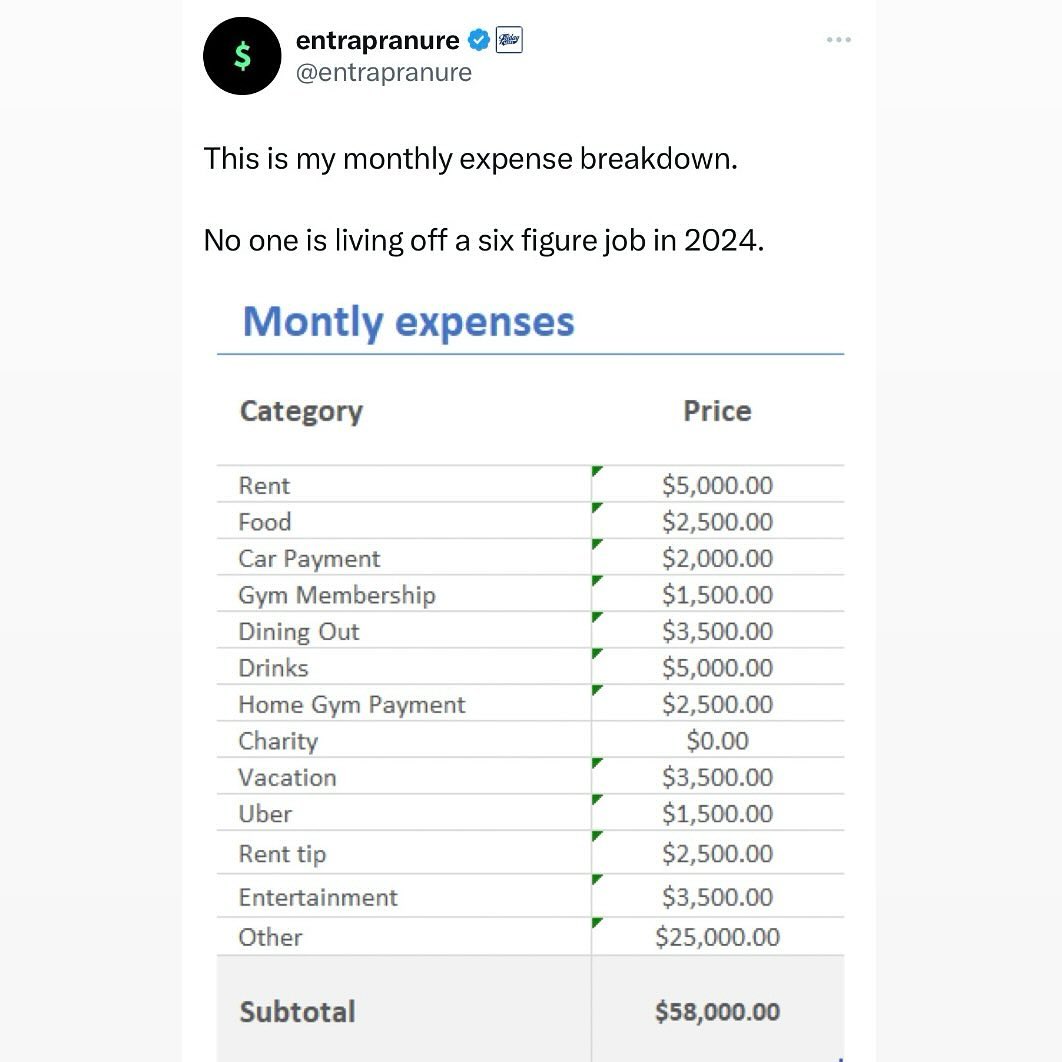 entrapranure
@entrapranure
This is my monthly expense breakdown.
No one is living off a six figure job in 2024.
Montly expenses
Category Price
Rent $5,000.00
Food $2,500.00
Car Payment $2,000.00
Gym Membership $1,500.00
Dining Out $3,500.00
Drinks $5,000.00
Home Gym Payment $2,500.00
Charity $0.00
Vacation $3,500.00
Uber $1,500.00
Rent tip $2,500.00
Entertainment $3,500.00
Other $25,000.00
Subtotal $58,000.00